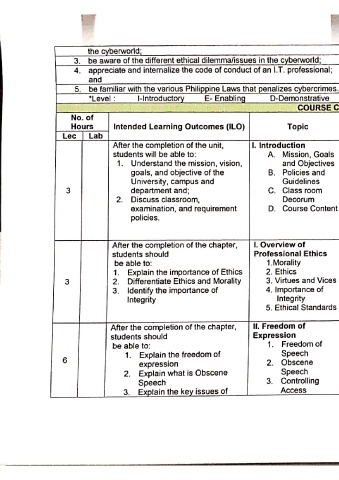 the cyberworld;
3. be aware of the different ethical dilemma/issues in the cyberworld;
4. appreciate and internalize the code of conduct of an I.T. professional;
and
5. be familiar with the various Philippine Laws that penalizes cybercrimes.
*Level : I-Introductory E- Enabling D-Demonstrative
COURSE C
No. of
Hours
Lec Lab
Intended Learning Outcomes (ILO)
Topic
3
After the completion of the unit,
students will be able to:
1. Understand the mission, vision,
goals, and objective of the
University, campus and
department and;
2. Discuss classroom,
examination, and requirement
policies.
I. Introduction
A. Mission, Goals
and Objectives
B. Policies and
Guidelines
C. Class room
Decorum
D. Course Content
3
After the completion of the chapter,
students should
be able to:
1. Explain the importance of Ethics
2. Differentiate Ethics and Morality
3. Identify the importance of
Integrity
I. Overview of
Professional Ethics
1.Morality
2. Ethics
3. Virtues and Vices
4. Importance of
Integrity
5. Ethical Standards
6
After the completion of the chapter,
students should
be able to:
1. Explain the freedom of
expression
2. Explain what is Obscene
Speech
3. Explain the key issues of
II. Freedom of
Expression
1. Freedom of
Speech
2. Obscene
Speech
3. Controlling
Access